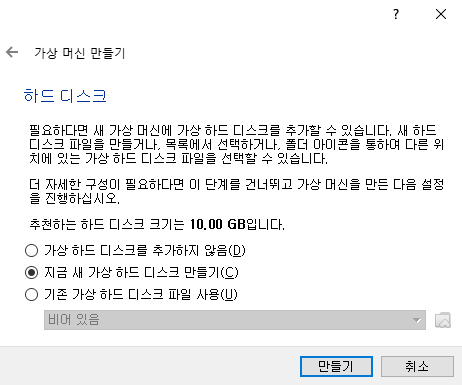 ?
가상 머신 만들기
하드 디스크
필요하다면 새 가상 머신에 가상 하드 디스크를 추가할 수 있습니다. 새 하드
디스크 파일을 만들거나, 목록에서 선택하거나, 폴더 아이콘을 통하여 다른 위
치에 있는 가상 하드 디스크 파일을 선택할 수 있습니다.
더 자세한 구성이 필요하다면 이 단계를 건너뛰고 가상 머신을 만든 다음 설정
을 진행하십시오.
추천하는 하드 디스크 크기는 10.00 GB입니다.
가상 하드 디스크를 추가하지 않음(D)
지금 새 가상 하드 디스크 만들기(C)
기존 가상 하드 디스크 파일 사용(U)
비어 있음
만들기 취소